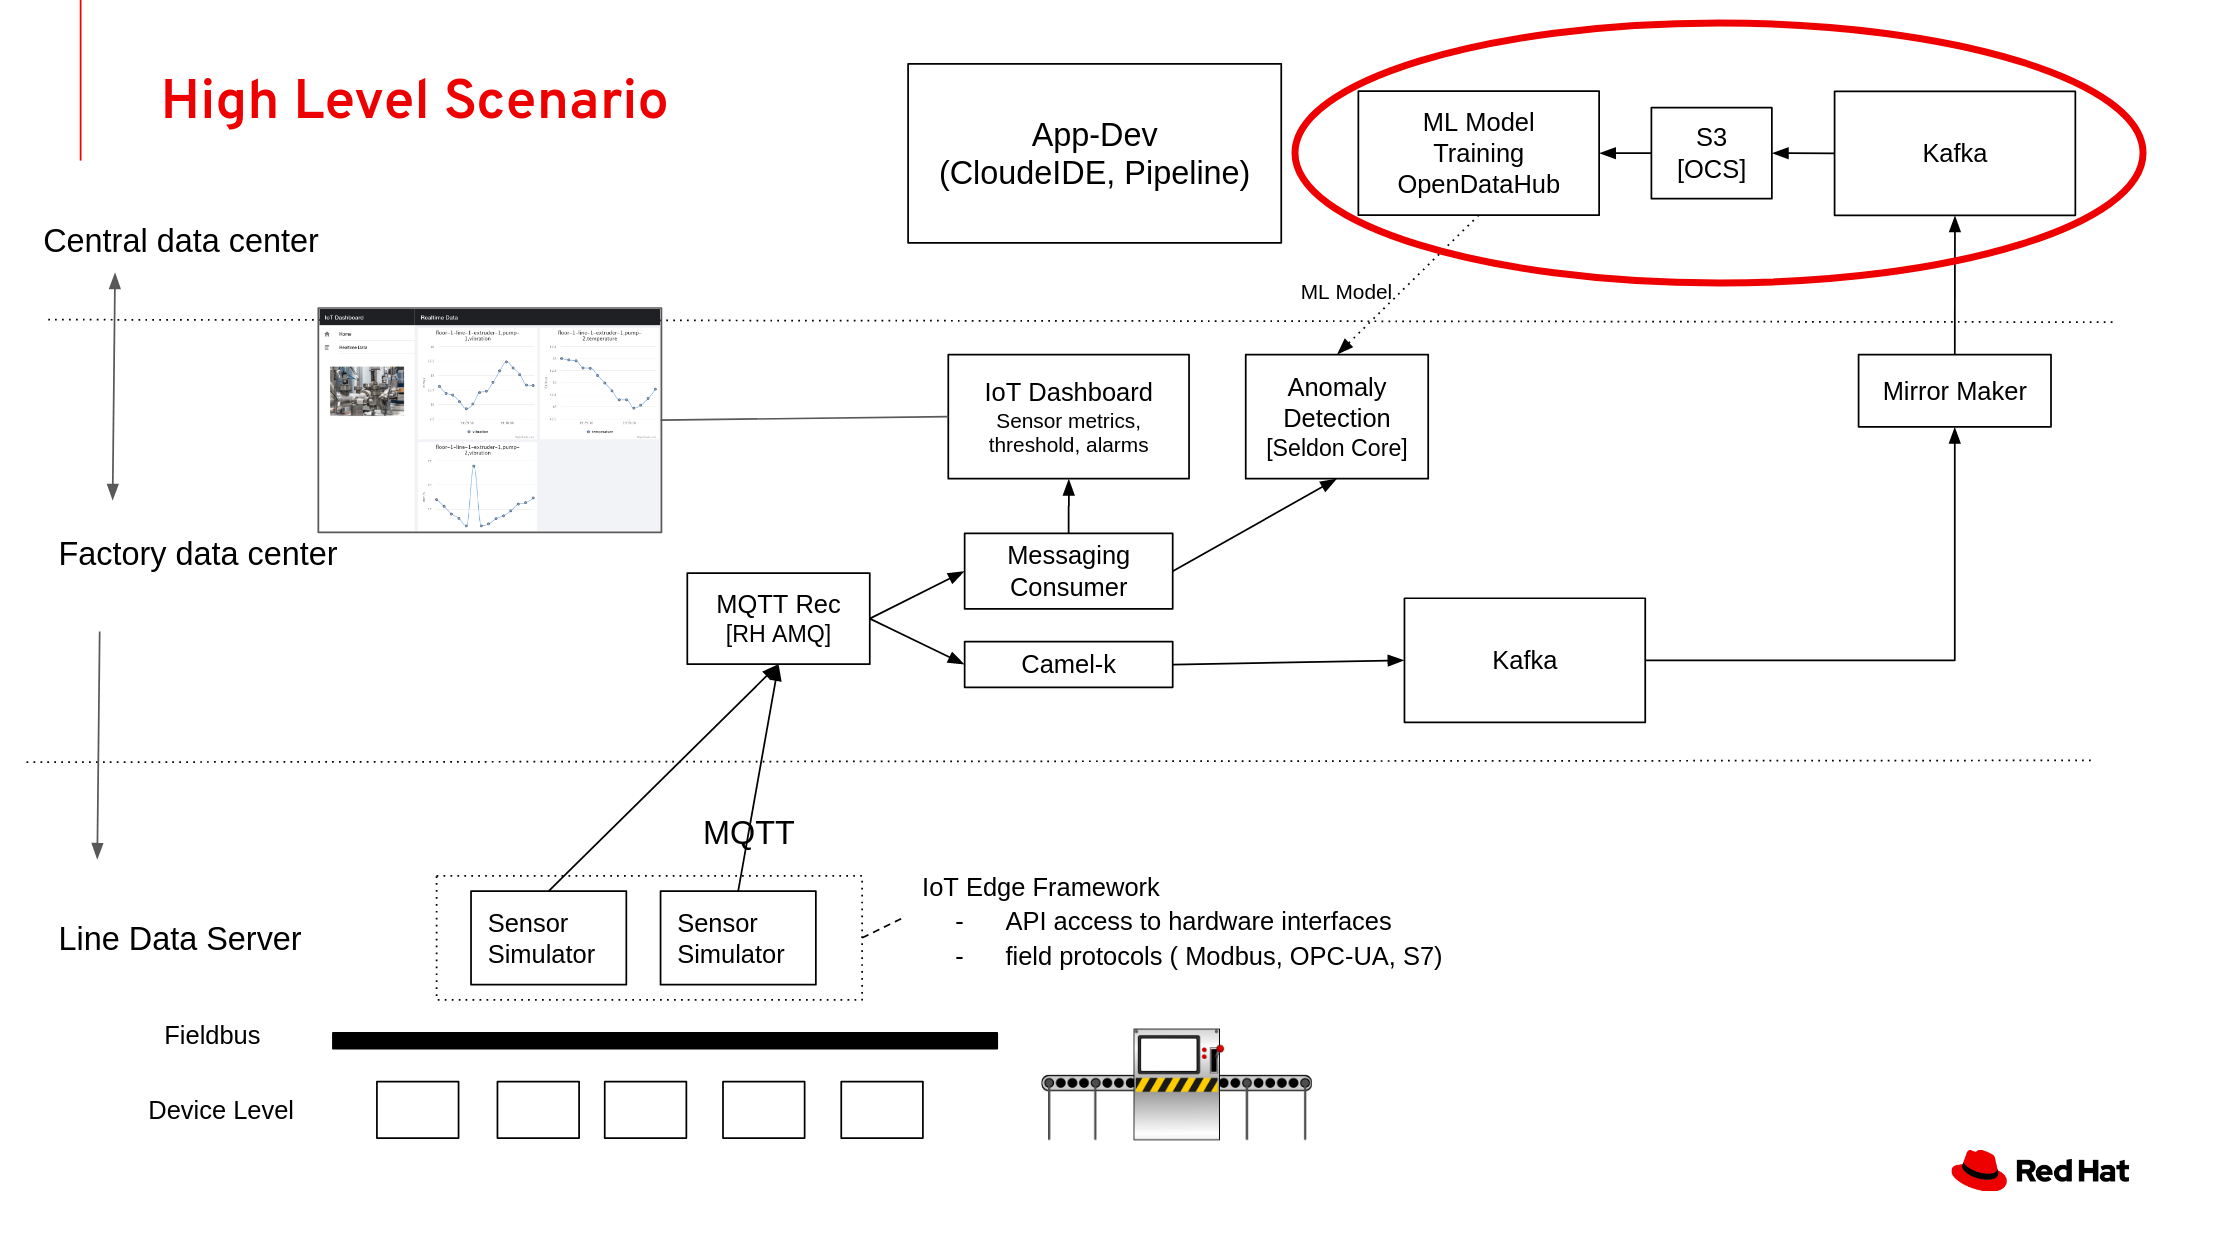 High Level Scenario
App-Dev
(CloudeIDE, Pipeline)
ML Model
Training
OpenDataHub
S3
[OCS]
Kafka
Central data center
ML Model
IoT Dashboard
Realtime Data
Home
Realtime Data
floor-1-line-1-extruder-1,pump-
1,vibration
vibration
floor-1-line-1-extruder-1,pump-
2,temperature
temperature
floor-1-line-1-extruder-1,pump-
2,vibration
IoT Dashboard
Sensor metrics,
threshold, alarms
Anomaly
Detection
[Seldon Core]
Mirror Maker
Factory data center
Messaging
Consumer
MQTT Rec
[RH AMQ]
Camel-k
Kafka
MQTT
Line Data Server
Sensor
Simulator
Sensor
Simulator
IoT Edge Framework
- API access to hardware interfaces
- field protocols ( Modbus, OPC-UA, S7)
Fieldbus
Device Level
Red Hat